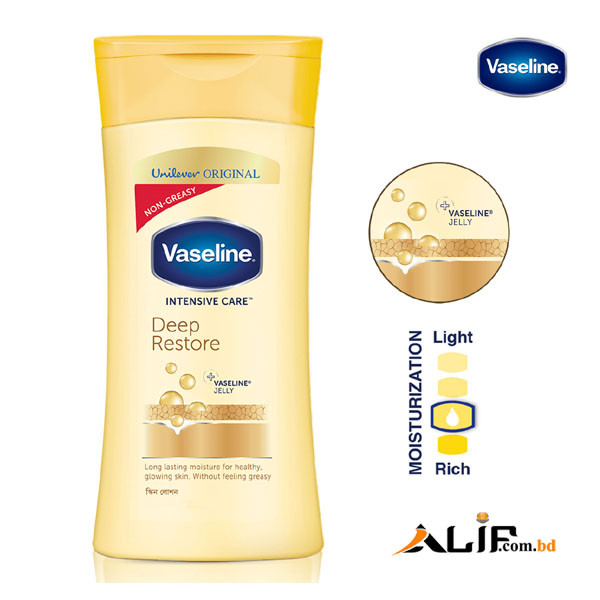 Unilever ORIGINAL
NON-GREASY
Vaseline®
INTENSIVE CARE™
Deep
Restore
VASELINE®
JELLY
Long lasting moisture for healthy,
glowing skin. Without feeling greasy
স্কিন লোশন
Vaseline®
VASELINE®
JELLY
MOISTURIZATION
Light
Rich
ALIF.com.bd